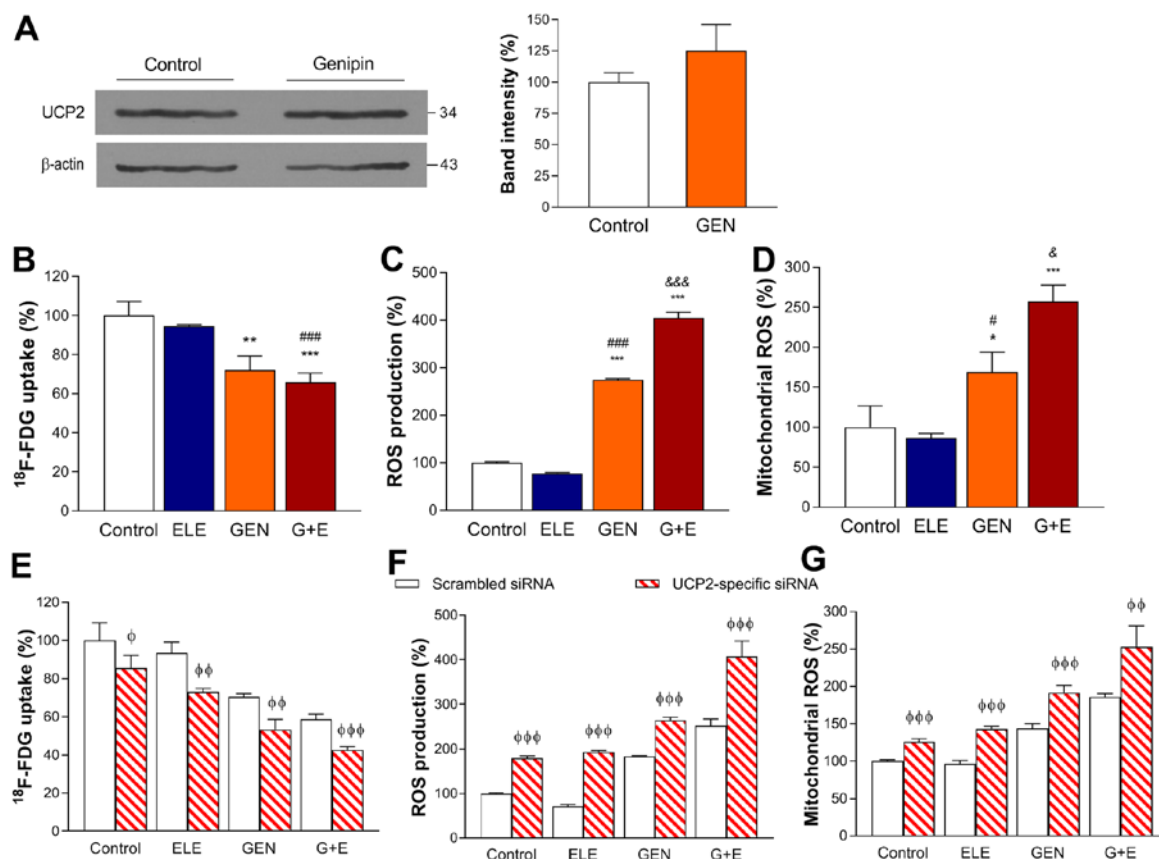 A
Control
Genipin
UCP2
34
β-actin
43
Band intensity (%)
150
125
100
75
50
25
0
Control
GEN
B
18F-FDG uptake (%)
120
100
80
60
40
20
0
**
###
***
Control
ELE
GEN
G+E
C
ROS production (%)
500
400
300
200
100
0
###
***
&&&
***
Control
ELE
GEN
G+E
D
Mitochondrial ROS (%)
300
250
200
150
100
50
0
#
*
&
***
Control
ELE
GEN
G+E
Scrambled siRNA
UCP2-specific siRNA
E
18F-FDG uptake (%)
120
100
80
60
40
20
0
ϕ
ϕϕ
ϕϕ
ϕϕϕ
Control
ELE
GEN
G+E
F
ROS production (%)
500
400
300
200
100
0
ϕϕϕ
ϕϕϕ
ϕϕϕ
ϕϕϕ
Control
ELE
GEN
G+E
G
Mitochondrial ROS (%)
300
250
200
150
100
50
0
ϕϕϕ
ϕϕϕ
ϕϕϕ
ϕϕ
Control
ELE
GEN
G+E